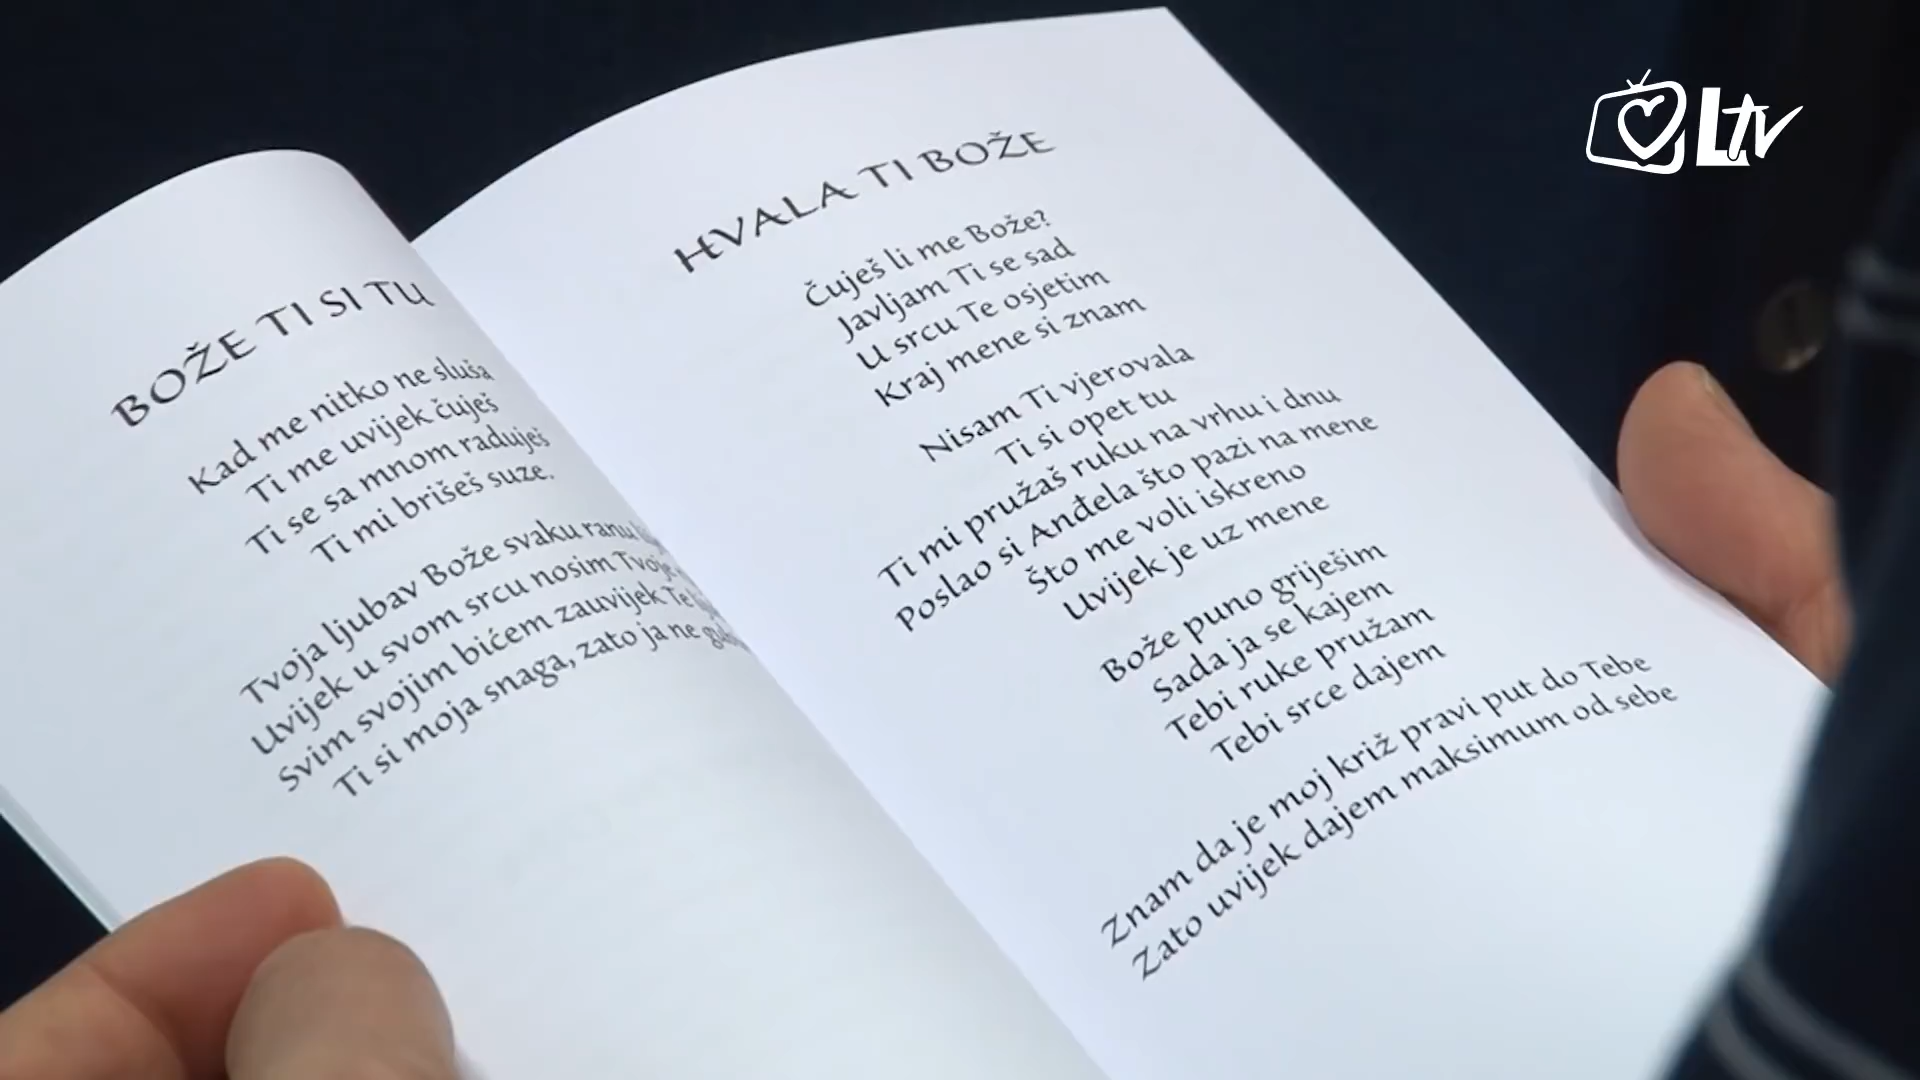 BOŽE TI SI TU
Kad me nitko ne sluša
Ti me uvijek čuješ
Ti se sa mnom raduješ
Ti mi brišeš suze.
Tvoja ljubav Bože svaku ranu
Uvijek u svom srcu nosim Tvoje
Svim svojim bićem zauvijek Te
Ti si moja snaga, zato ja ne
HVALA TI BOŽE
Čuješ li me Bože?
Javljam Ti se sad
U srcu Te osjetim
Kraj mene si znam
Nisam Ti vjerovala
Ti si opet tu
Ti mi pružaš ruku na vrhu i dnu
Poslao si Anđela što pazi na mene
Što me voli iskreno
Uvijek je uz mene
Bože puno griješim
Sada ja se kajem
Tebi ruke pružam
Tebi srce dajem
Znam da je moj križ pravi put do Tebe
Zato uvijek dajem maksimum od sebe
LTV